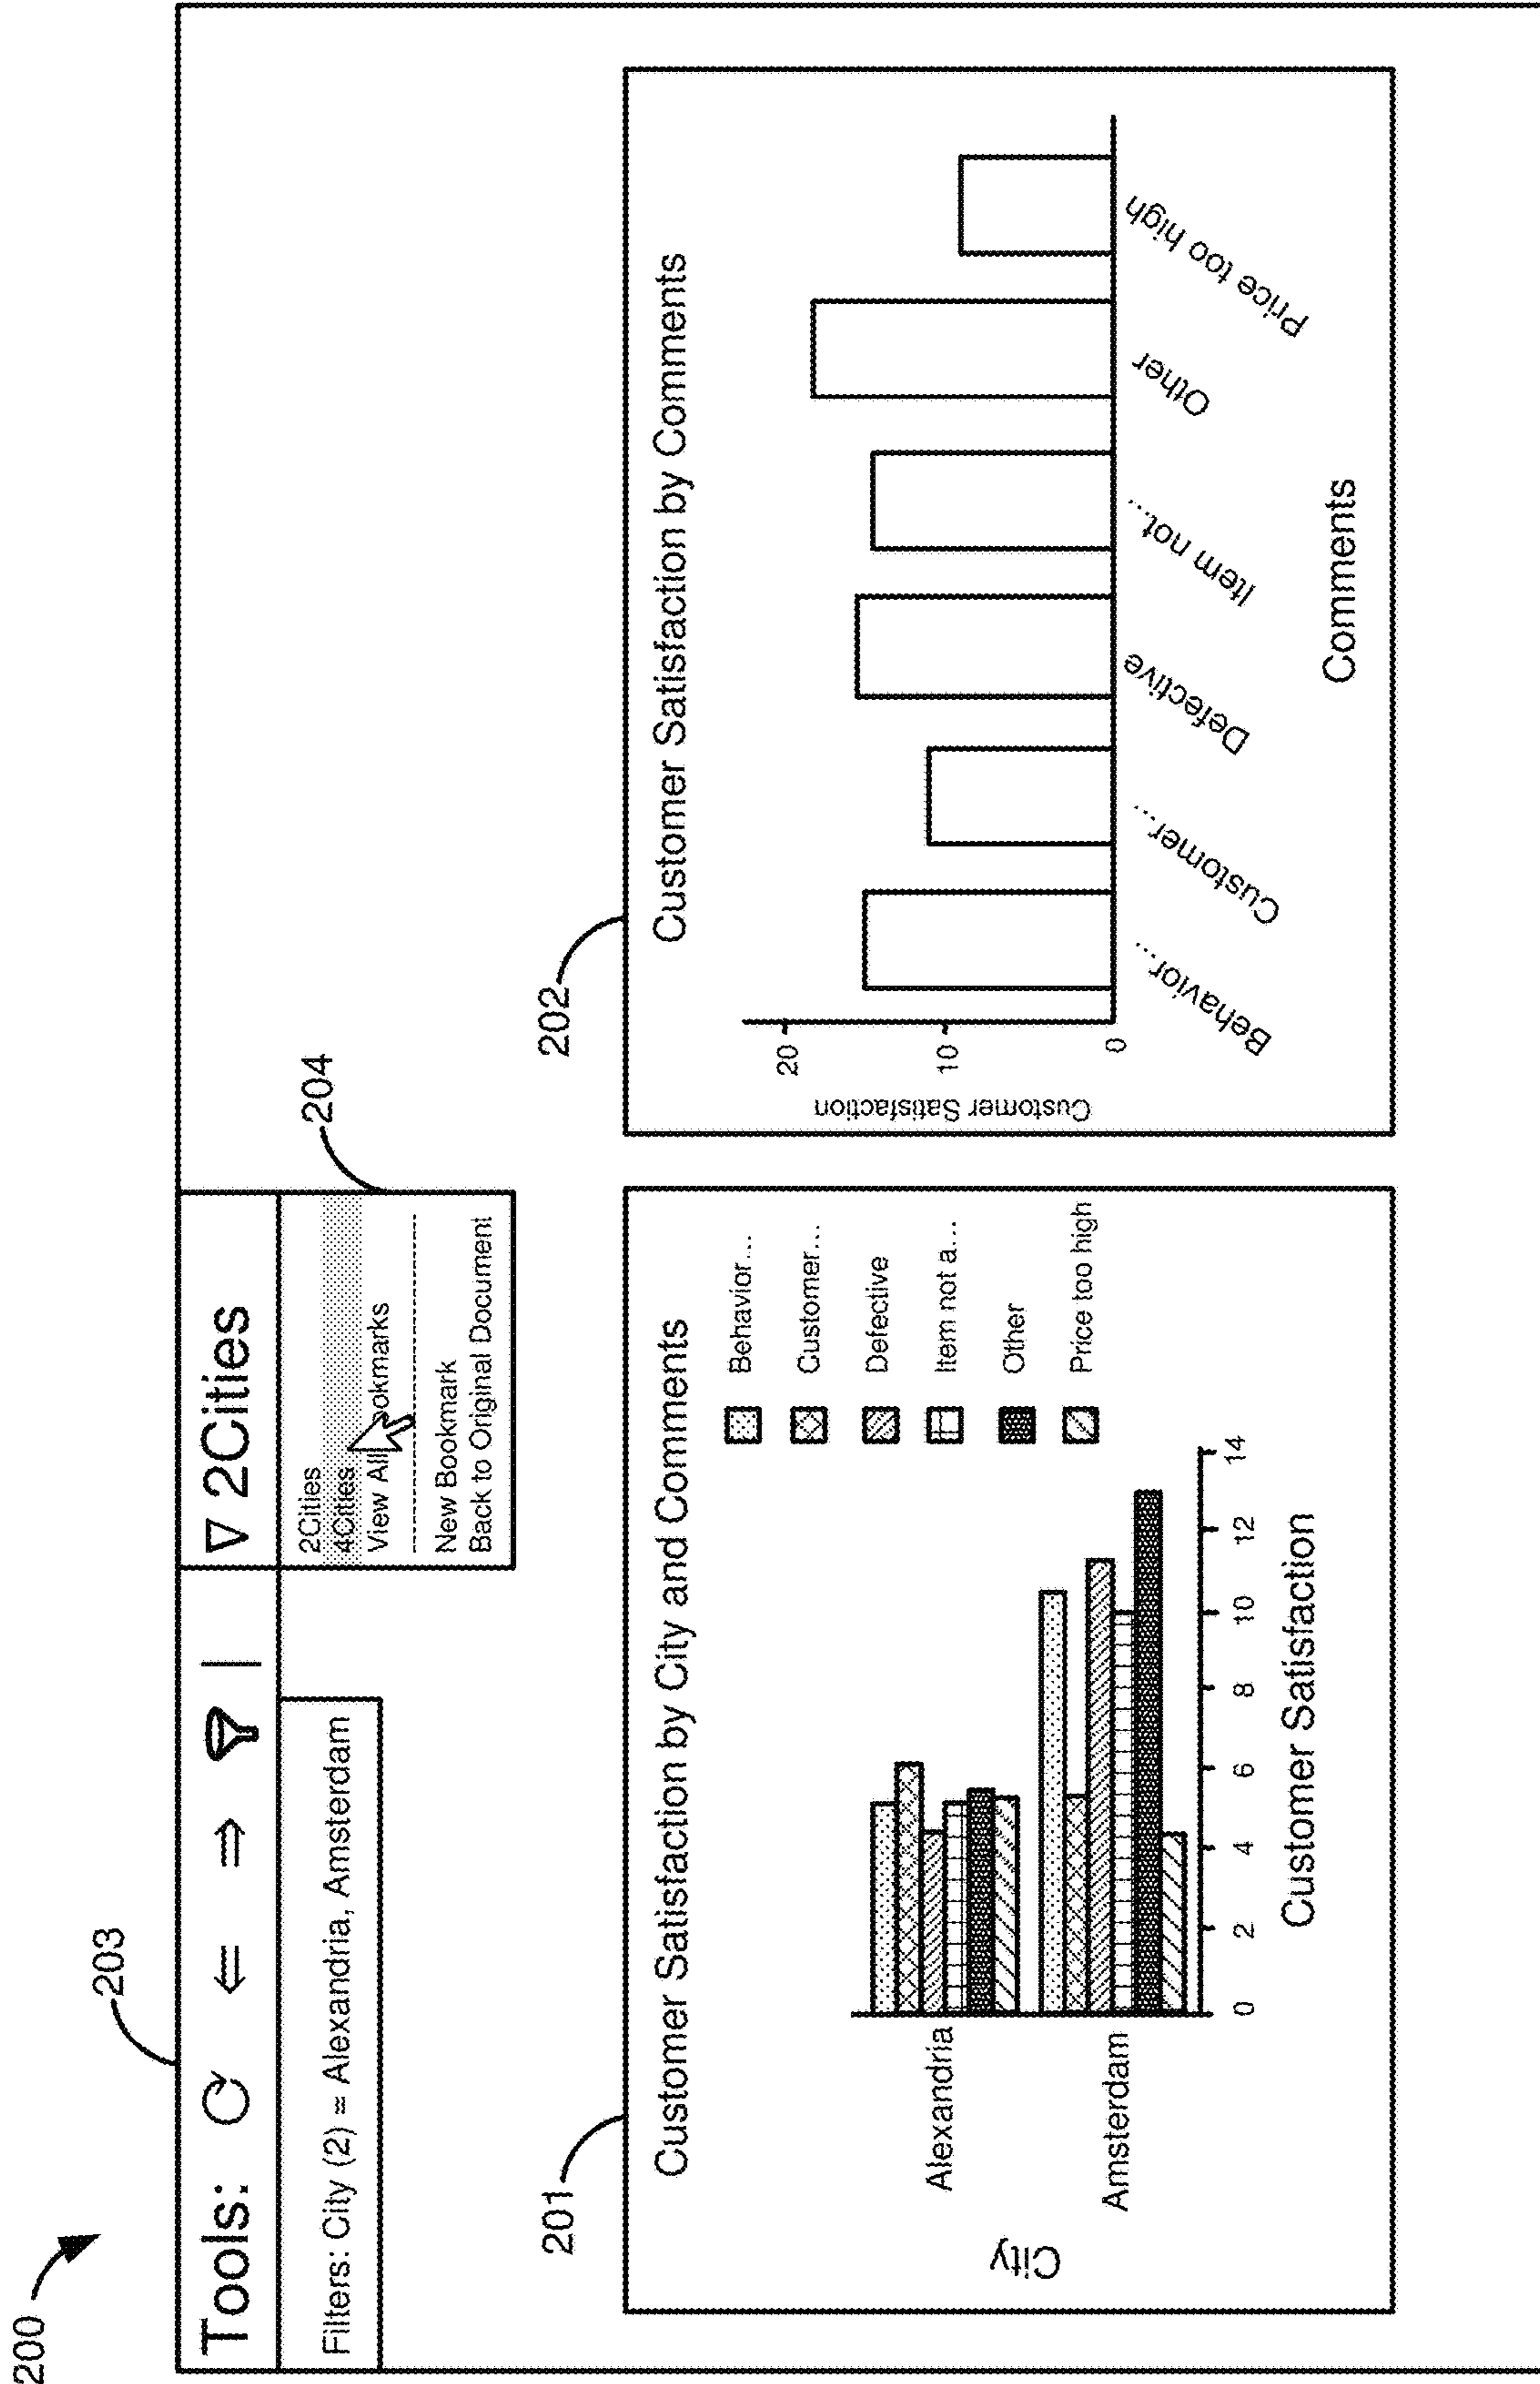 200
203
Tools:
▽ 2Cities
Filters: City (2) = Alexandria, Amsterdam
2Cities
4Cities
View All ookmarks
New Bookmark
Back to Original Document
204
201
Customer Satisfaction by City and Comments
City
Alexandria
Amsterdam
0 2 4 6 8 10 12 14
Customer Satisfaction
Behavior...
Customer...
Defective
Item not a...
Other
Price too high
202
Customer Satisfaction by Comments
Customer Satisfaction
20
10
0
Behavior...
Customer...
Defective
Item not...
Other
Price too high
Comments